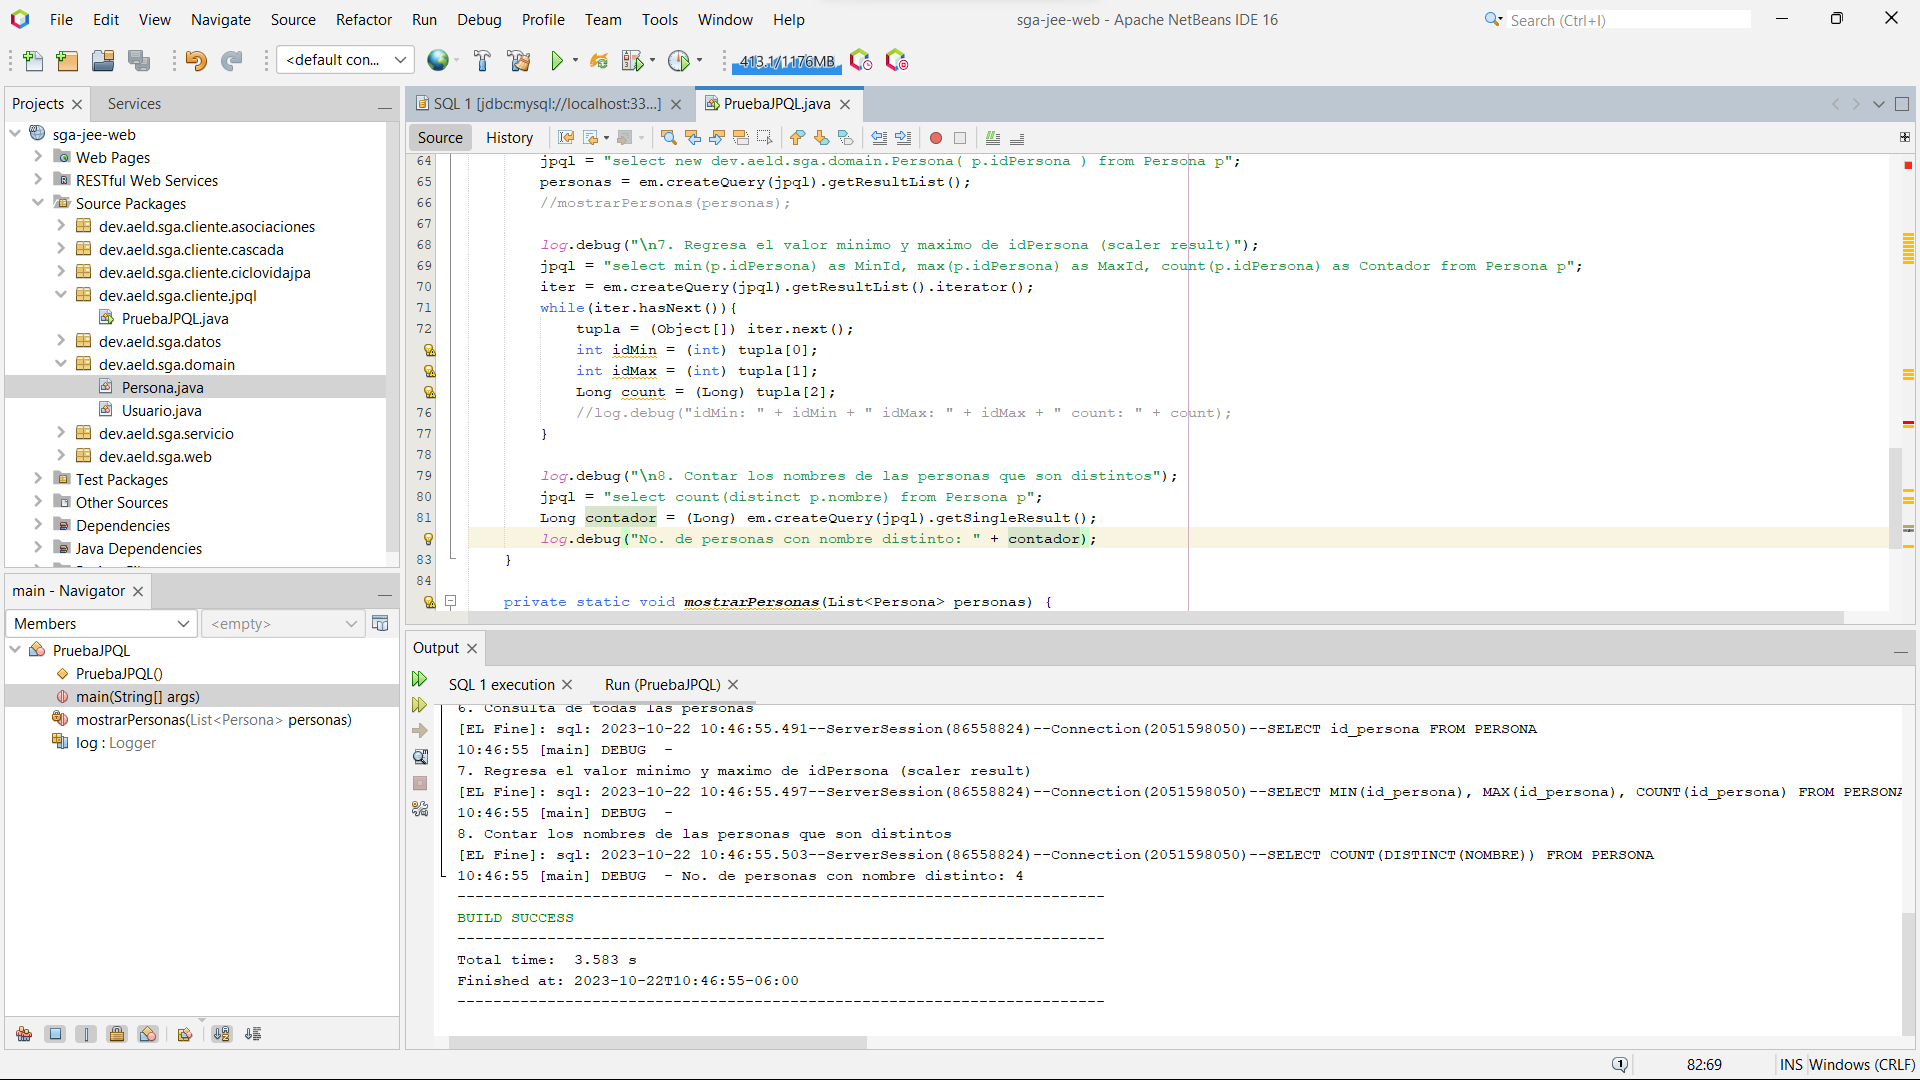 File Edit View Navigate Source Refactor Run Debug Profile Team Tools Window Help
sga-jee-web - Apache NetBeans IDE 16
Search (Ctrl+I)
<default con...
413.1/1176MB
Projects
Services
sga-jee-web
Web Pages
RESTful Web Services
Source Packages
dev.aeld.sga.cliente.asociaciones
dev.aeld.sga.cliente.cascada
dev.aeld.sga.cliente.ciclovidajpa
dev.aeld.sga.cliente.jpql
PruebaJPQL.java
dev.aeld.sga.datos
dev.aeld.sga.domain
Persona.java
Usuario.java
dev.aeld.sga.servicio
dev.aeld.sga.web
Test Packages
Other Sources
Dependencies
Java Dependencies
main - Navigator
Members
<empty>
PruebaJPQL
PruebaJPQL()
main(String[] args)
mostrarPersonas(List<Persona> personas)
log : Logger
SQL 1 [jdbc:mysql://localhost:33...]
PruebaJPQL.java
Source History
64 jpql = "select new dev.aeld.sga.domain.Persona( p.idPersona ) from Persona p";
65 personas = em.createQuery(jpql).getResultList();
66 //mostrarPersonas(personas);
67
68 log.debug("\n7. Regresa el valor minimo y maximo de idPersona (scaler result)");
69 jpql = "select min(p.idPersona) as MinId, max(p.idPersona) as MaxId, count(p.idPersona) as Contador from Persona p";
70 iter = em.createQuery(jpql).getResultList().iterator();
71 while(iter.hasNext()){
72 tupla = (Object[]) iter.next();
int idMin = (int) tupla[0];
int idMax = (int) tupla[1];
Long count = (Long) tupla[2];
76 //log.debug("idMin: " + idMin + " idMax: " + idMax + " count: " + count);
77 }
78
79 log.debug("\n8. Contar los nombres de las personas que son distintos");
80 jpql = "select count(distinct p.nombre) from Persona p";
81 Long contador = (Long) em.createQuery(jpql).getSingleResult();
log.debug("No. de personas con nombre distinto: " + contador);
83 }
84
private static void mostrarPersonas(List<Persona> personas) {
Output
SQL 1 execution
Run (PruebaJPQL)
6. Consulta de todas las personas
[EL Fine]: sql: 2023-10-22 10:46:55.491--ServerSession(86558824)--Connection(2051598050)--SELECT id_persona FROM PERSONA
10:46:55 [main] DEBUG  -
7. Regresa el valor minimo y maximo de idPersona (scaler result)
[EL Fine]: sql: 2023-10-22 10:46:55.497--ServerSession(86558824)--Connection(2051598050)--SELECT MIN(id_persona), MAX(id_persona), COUNT(id_persona) FROM PERSONA
10:46:55 [main] DEBUG  -
8. Contar los nombres de las personas que son distintos
[EL Fine]: sql: 2023-10-22 10:46:55.503--ServerSession(86558824)--Connection(2051598050)--SELECT COUNT(DISTINCT(NOMBRE)) FROM PERSONA
10:46:55 [main] DEBUG  - No. de personas con nombre distinto: 4
------------------------------------------------------------------------
BUILD SUCCESS
------------------------------------------------------------------------
Total time:  3.583 s
Finished at: 2023-10-22T10:46:55-06:00
------------------------------------------------------------------------
82:69
INS
Windows (CRLF)